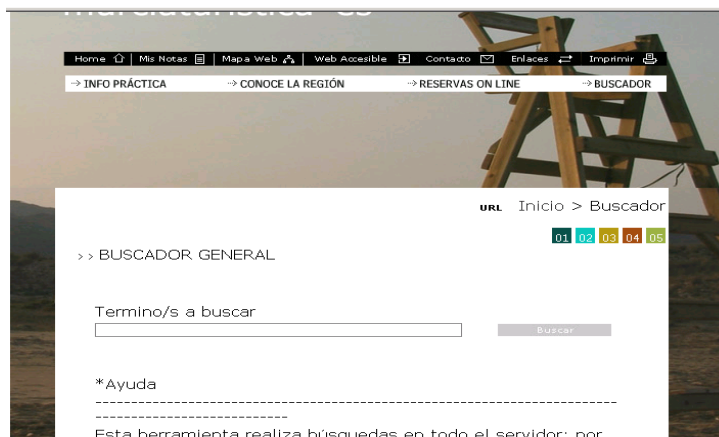 Home Mis Notas Mapa Web Web Accesible Contacto Enlaces Imprimir
INFO PRÁCTICA CONOCE LA REGIÓN RESERVAS ON LINE BUSCADOR
URL Inicio > Buscador
01 02 03 04 05
>> BUSCADOR GENERAL
Termino/s a buscar
Buscar
*Ayuda
Esta herramienta realiza búsquedas en todo el servidor; por